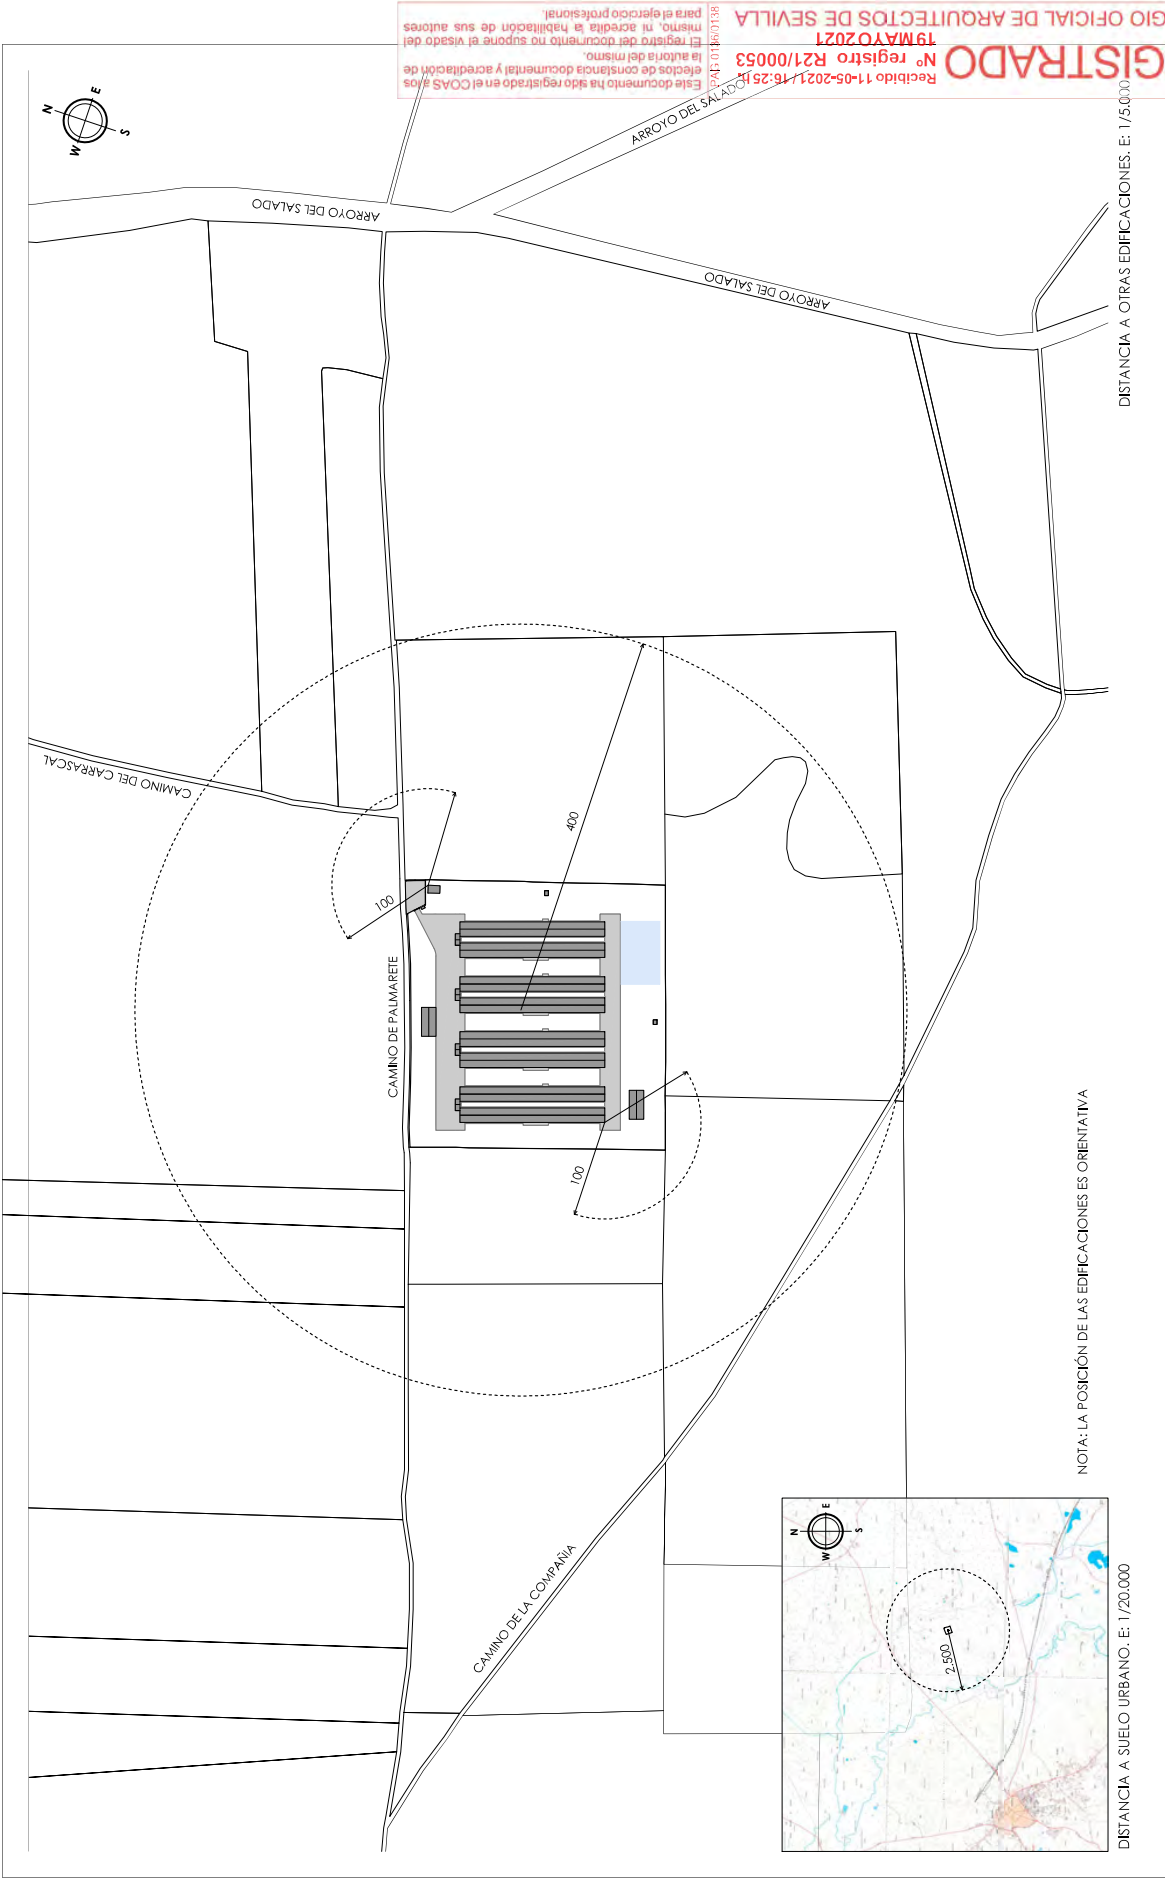 GIO OFICIAL DE ARQUITECTOS DE SEVILLA
19 MAYO 2021
Nº registro R21/00053
Recibido 11-05-2021 / 16:25 H
GISTRADO
Este documento ha sido registrado en el COAS a los
efectos de constancia documental y acreditación de
la autoría del mismo.
El registro del documento no supone el visado del
mismo, ni acredita la habilitación de sus autores
para el ejercicio profesional.
N
E
S
W
ARROYO DEL SALADO
ARROYO DEL SALADO
ARROYO DEL SALADO
CAMINO DEL CARRASCAL
CAMINO DE PALMARETE
CAMINO DE LA COMPAÑIA
400
100
100
DISTANCIA A OTRAS EDIFICACIONES. E: 1/5.000
NOTA: LA POSICIÓN DE LAS EDIFICACIONES ES ORIENTATIVA
N
E
S
W
2.500
DISTANCIA A SUELO URBANO. E: 1/20.000